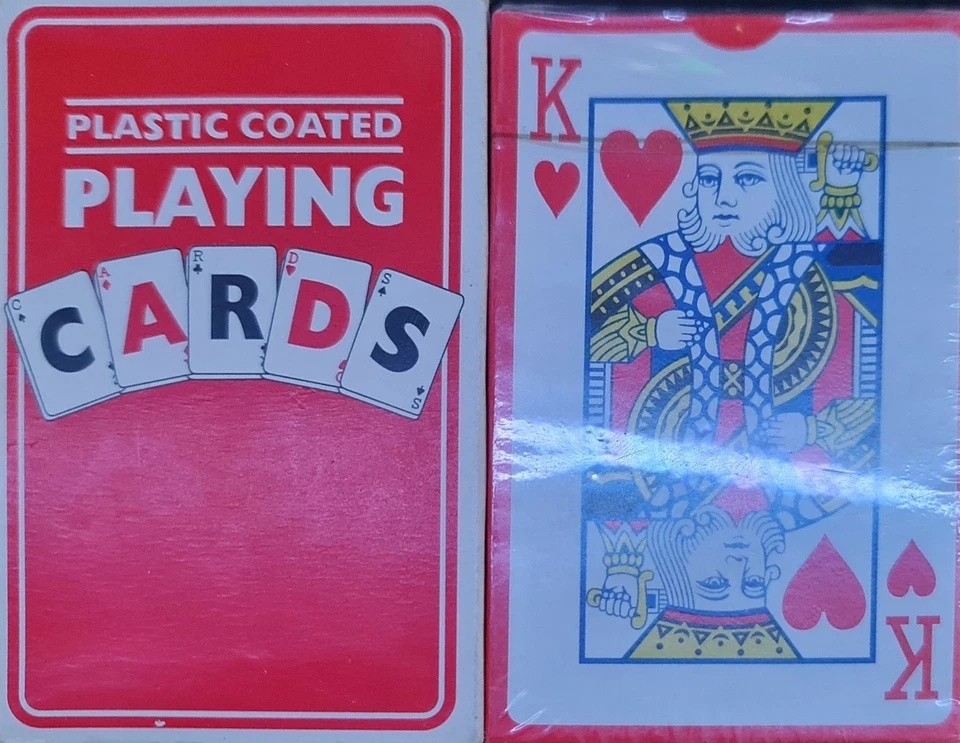 PLASTIC COATED
PLAYING
C A R D S
CARDS
S
K
K